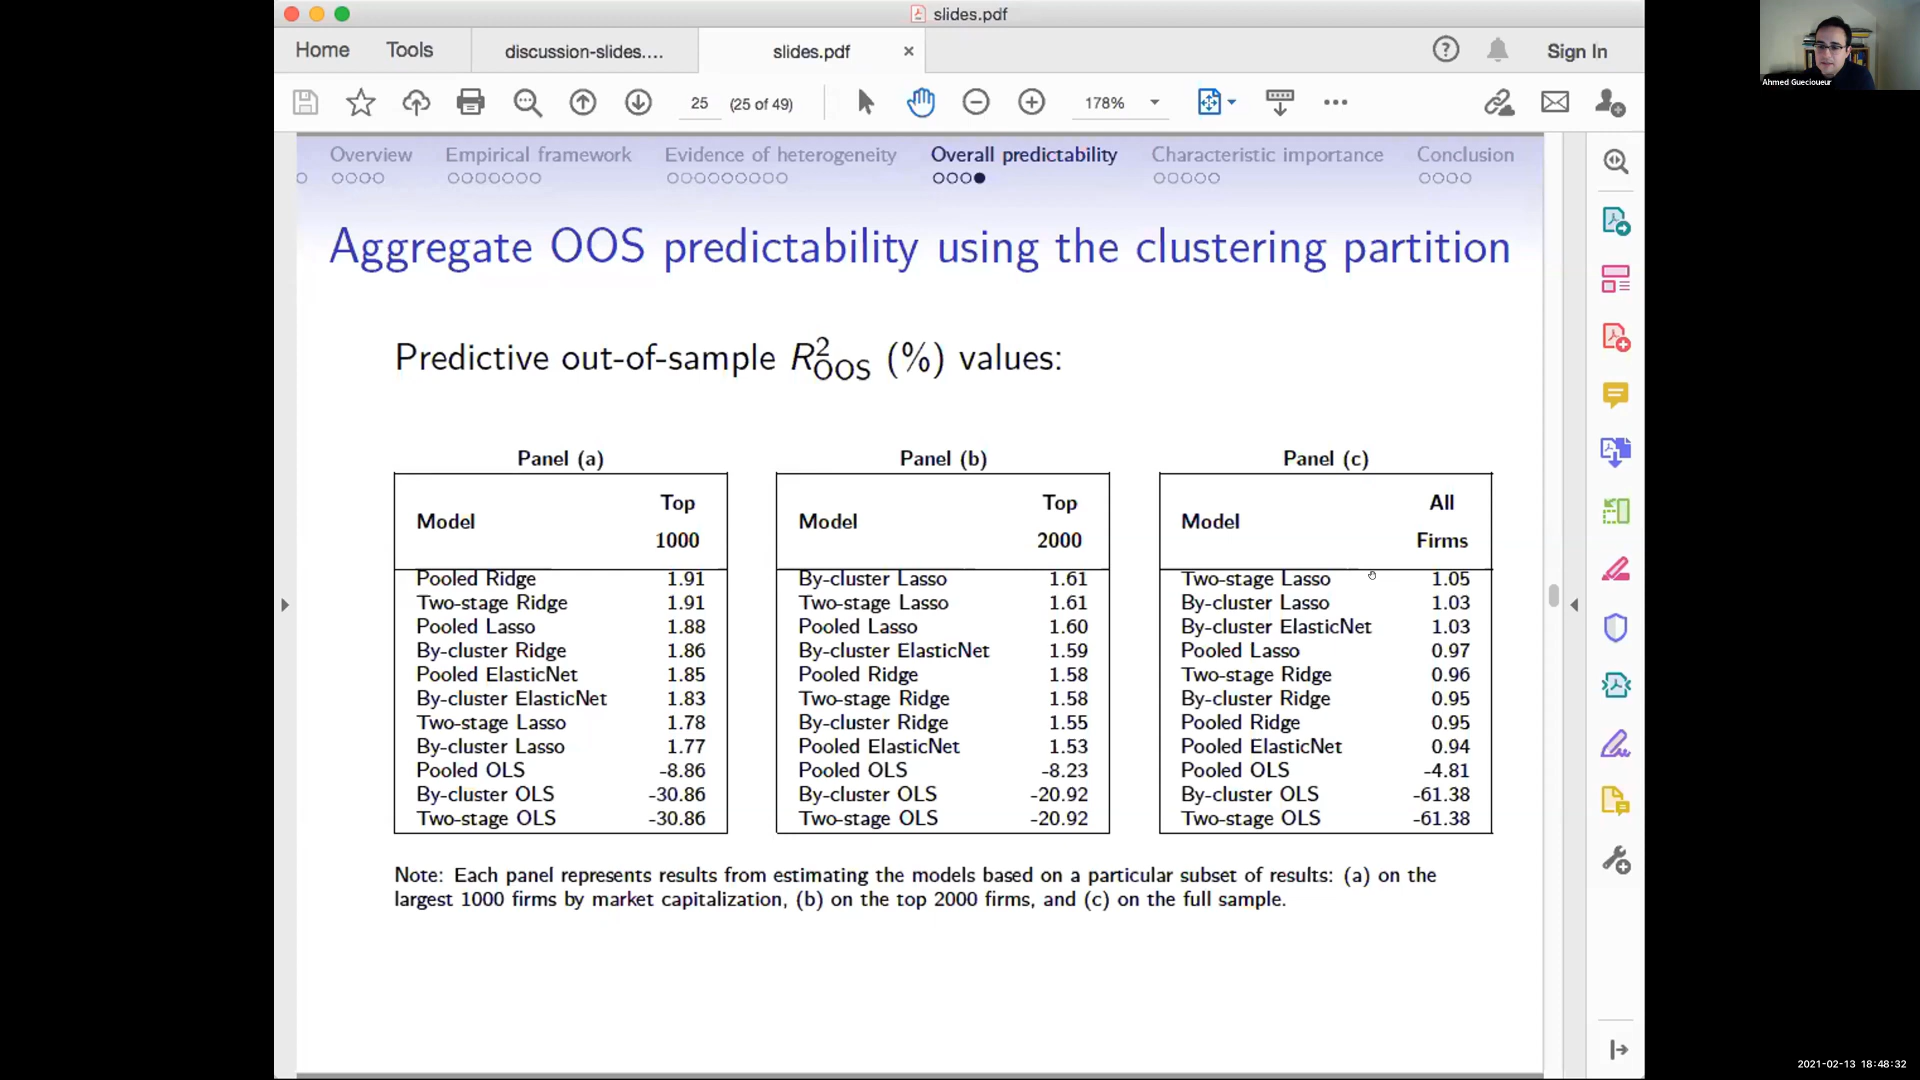 slides.pdf
Home
Tools
discussion-slides....
slides.pdf
Sign In
25
(25 of 49)
178%
Ahmed Guecioueur
Overview
Empirical framework
Evidence of heterogeneity
Overall predictability
Characteristic importance
Conclusion
Aggregate OOS predictability using the clustering partition
Predictive out-of-sample R²OOS (%) values:
Panel (a)
Model Top 1000
Pooled Ridge 1.91
Two-stage Ridge 1.91
Pooled Lasso 1.88
By-cluster Ridge 1.86
Pooled ElasticNet 1.85
By-cluster ElasticNet 1.83
Two-stage Lasso 1.78
By-cluster Lasso 1.77
Pooled OLS -8.86
By-cluster OLS -30.86
Two-stage OLS -30.86
Panel (b)
Model Top 2000
By-cluster Lasso 1.61
Two-stage Lasso 1.61
Pooled Lasso 1.60
By-cluster ElasticNet 1.59
Pooled Ridge 1.58
Two-stage Ridge 1.58
By-cluster Ridge 1.55
Pooled ElasticNet 1.53
Pooled OLS -8.23
By-cluster OLS -20.92
Two-stage OLS -20.92
Panel (c)
Model All Firms
Two-stage Lasso 1.05
By-cluster Lasso 1.03
By-cluster ElasticNet 1.03
Pooled Lasso 0.97
Two-stage Ridge 0.96
By-cluster Ridge 0.95
Pooled Ridge 0.95
Pooled ElasticNet 0.94
Pooled OLS -4.81
By-cluster OLS -61.38
Two-stage OLS -61.38
Note: Each panel represents results from estimating the models based on a particular subset of results: (a) on the
largest 1000 firms by market capitalization, (b) on the top 2000 firms, and (c) on the full sample.
2021-02-13 18:48:32